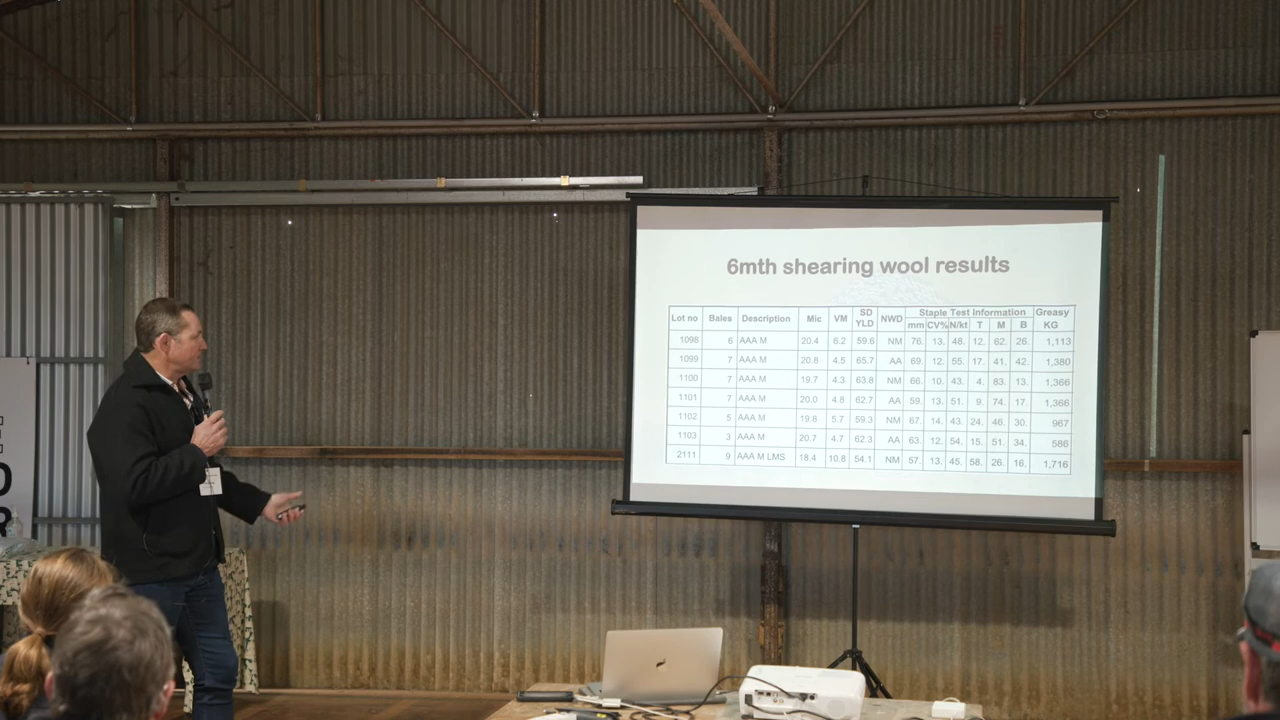 6mth shearing wool results
Lot no Bales Description Mic VM SD YLD NWD Staple Test Information Greasy KG
mm CV% N/kt T M B
1098 6 AAA M 20.4 6.2 59.6 NM 76. 13. 48. 12. 62. 26. 1,113
1099 7 AAA M 20.8 4.5 65.7 AA 69. 12. 55. 17. 41. 42. 1,380
1100 7 AAA M 19.7 4.3 63.8 NM 66. 10. 43. 4. 83. 13. 1,366
1101 7 AAA M 20.0 4.8 62.7 AA 59. 13. 51. 9. 74. 17. 1,366
1102 5 AAA M 19.8 5.7 59.3 NM 67. 14. 43. 24. 46. 30. 967
1103 3 AAA M 20.7 4.7 62.3 AA 63. 12. 54. 15. 51. 34. 586
2111 9 AAA M LMS 18.4 10.8 54.1 NM 57. 13. 45. 58. 26. 16. 1,716